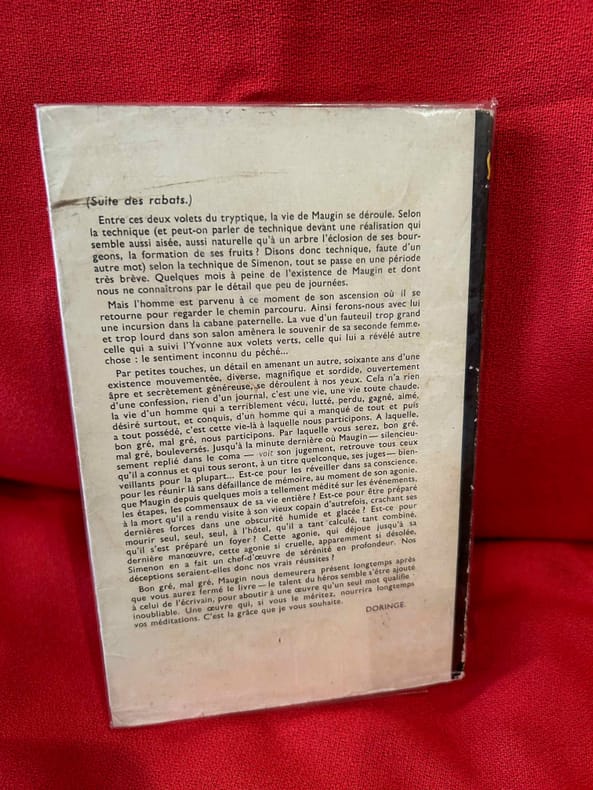 (Suite des rabats.)
Entre ces deux volets du tryptique, la vie de Maugin se déroule. Selon
la technique (et peut-on parler de technique devant une réalisation qui
semble aussi aisée, aussi naturelle qu'à un arbre l'éclosion de ses bour-
geons, la formation de ses fruits ? Disons donc technique, faute d'un
autre mot) selon la technique de Simenon, tout se passe en une période
très brève. Quelques mois à peine de l'existence de Maugin et dont
nous ne connaîtrons par le détail que peu de journées.
Mais l'homme est parvenu à ce moment de son ascension où il se
retourne pour regarder le chemin parcouru. Ainsi ferons-nous avec lui
une incursion dans la cabane paternelle. La vue d'un fauteuil trop grand
et trop lourd dans son salon amènera le souvenir de sa seconde femme,
celle qui a suivi l'Yvonne aux volets verts, celle qui lui a révélé autre
chose : le sentiment inconnu du péché...
Par petites touches, un détail en amenant un autre, soixante ans d'une
existence mouvementée, diverse, magnifique et sordide, ouvertement
âpre et secrètement généreuse, se déroulent à nos yeux. Cela n'a rien
d'une confession, rien d'un journal, c'est une vie, une vie toute chaude,
la vie d'un homme qui a terriblement vécu, lutté, perdu, gagné, aimé,
désiré surtout, et conquis, d'un homme qui a manqué de tout et puis
a tout possédé, c'est cette vie-là à laquelle nous participons. A laquelle,
bon gré, mal gré, nous participons. Par laquelle vous serez, bon gré,
mal gré, bouleversés. Jusqu'à la minute dernière où Maugin — silencieu-
sement replié dans le coma — voit son jugement, retrouve tous ceux
qu'il a connus et qui tous seront, à un titre quelconque, ses juges — bien-
veillants pour la plupart... Est-ce pour les réveiller dans sa conscience,
pour les réunir là sans défaillance de mémoire, au moment de son agonie,
que Maugin depuis quelques mois a tellement médité sur les événements,
les étapes, les commensaux de sa vie entière ? Est-ce pour être préparé
à la mort qu'il a rendu visite à son vieux copain d'autrefois, crachant ses
dernières forces dans une obscurité humide et glacée ? Est-ce pour
mourir seul, seul, seul, à l'hôtel, qu'il a tant calculé, tant combiné,
qu'il s'est préparé un foyer ? Cette agonie, qui déjoue jusqu'à sa
dernière manœuvre, cette agonie si cruelle, apparemment si désolée,
Simenon en a fait un chef-d'œuvre de sérénité en profondeur. Nos
déceptions seraient-elles donc nos vrais réussites ?
Bon gré, mal gré, Maugin nous demeurera présent longtemps après
que vous aurez fermé le livre — le talent du héros semble s'être ajouté
à celui de l'écrivain, pour aboutir à une œuvre qu'un seul mot qualifie :
inoubliable. Une œuvre qui, si vous le méritez, nourrira longtemps
vos méditations. C'est la grâce que je vous souhaite.
DORINGE.